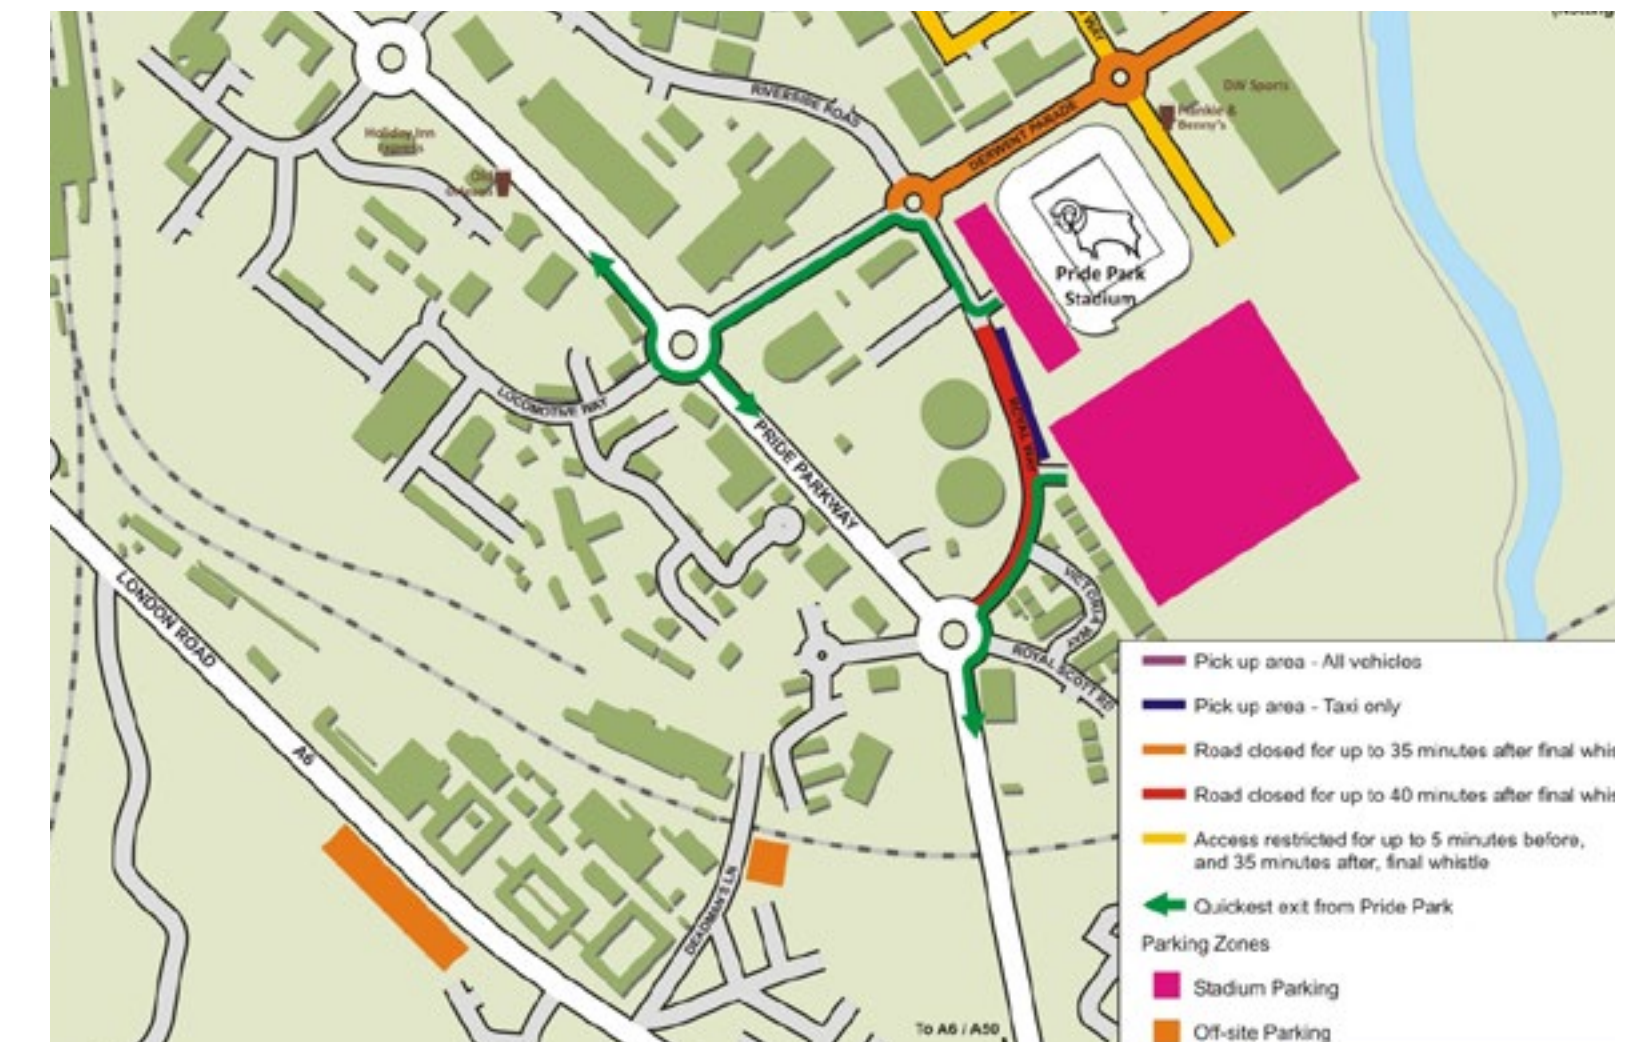 WAY
RIVERSIDE ROAD
DERWENT PARADE
DW Sports
Frankie &
Benny's
Holiday Inn
Express
Pride Park
Stadium
LOCOMOTIVE WAY
ROYAL WAY
PRIDE PARKWAY
VICTORIA WAY
ROYAL SCOTT RD
LONDON ROAD
A6
DEADMAN'S LN
To A6 / A50
Pick up area - All vehicles
Pick up area - Taxi only
Road closed for up to 35 minutes after final whis
Road closed for up to 40 minutes after final whis
Access restricted for up to 5 minutes before,
and 35 minutes after, final whistle
Quickest exit from Pride Park
Parking Zones
Stadium Parking
Off-site Parking